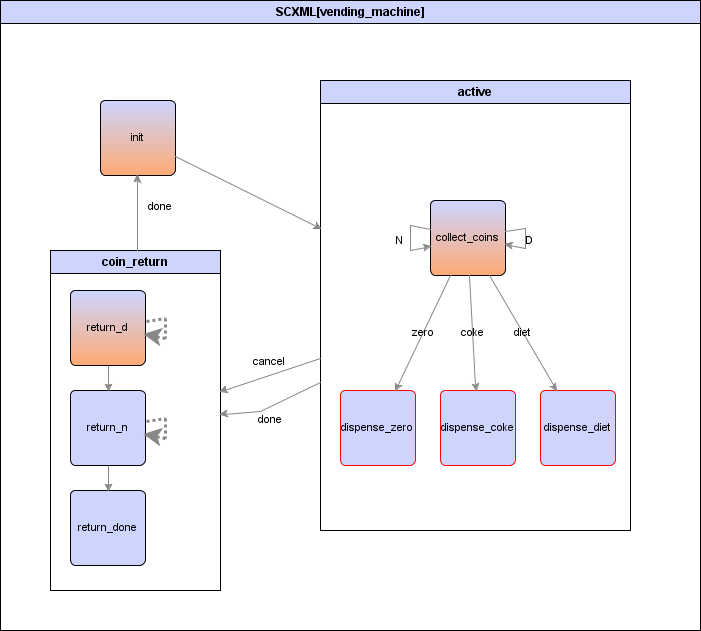 SCXML[vending_machine]
active
init
done
collect_coins
N
D
coin_return
return_d
zero
coke
diet
cancel
done
return_n
dispense_zero
dispense_coke
dispense_diet
return_done